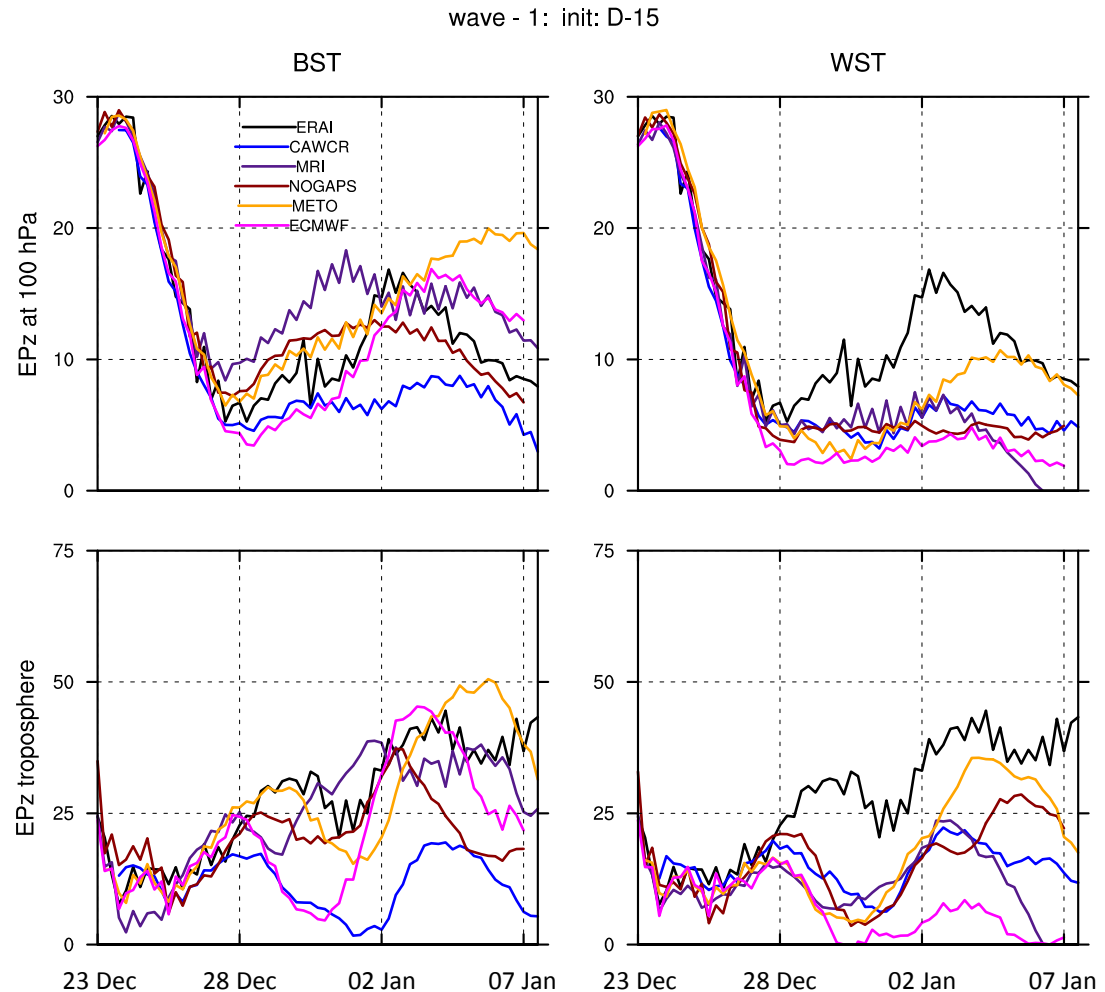 wave - 1:  init: D-15
BST
WST
30
20
10
0
EPz at 100 hPa
ERAI
CAWCR
MRI
NOGAPS
METO
ECMWF
30
20
10
0
75
50
25
0
EPz troposphere
23 Dec
28 Dec
02 Jan
07 Jan
75
50
25
0
23 Dec
28 Dec
02 Jan
07 Jan